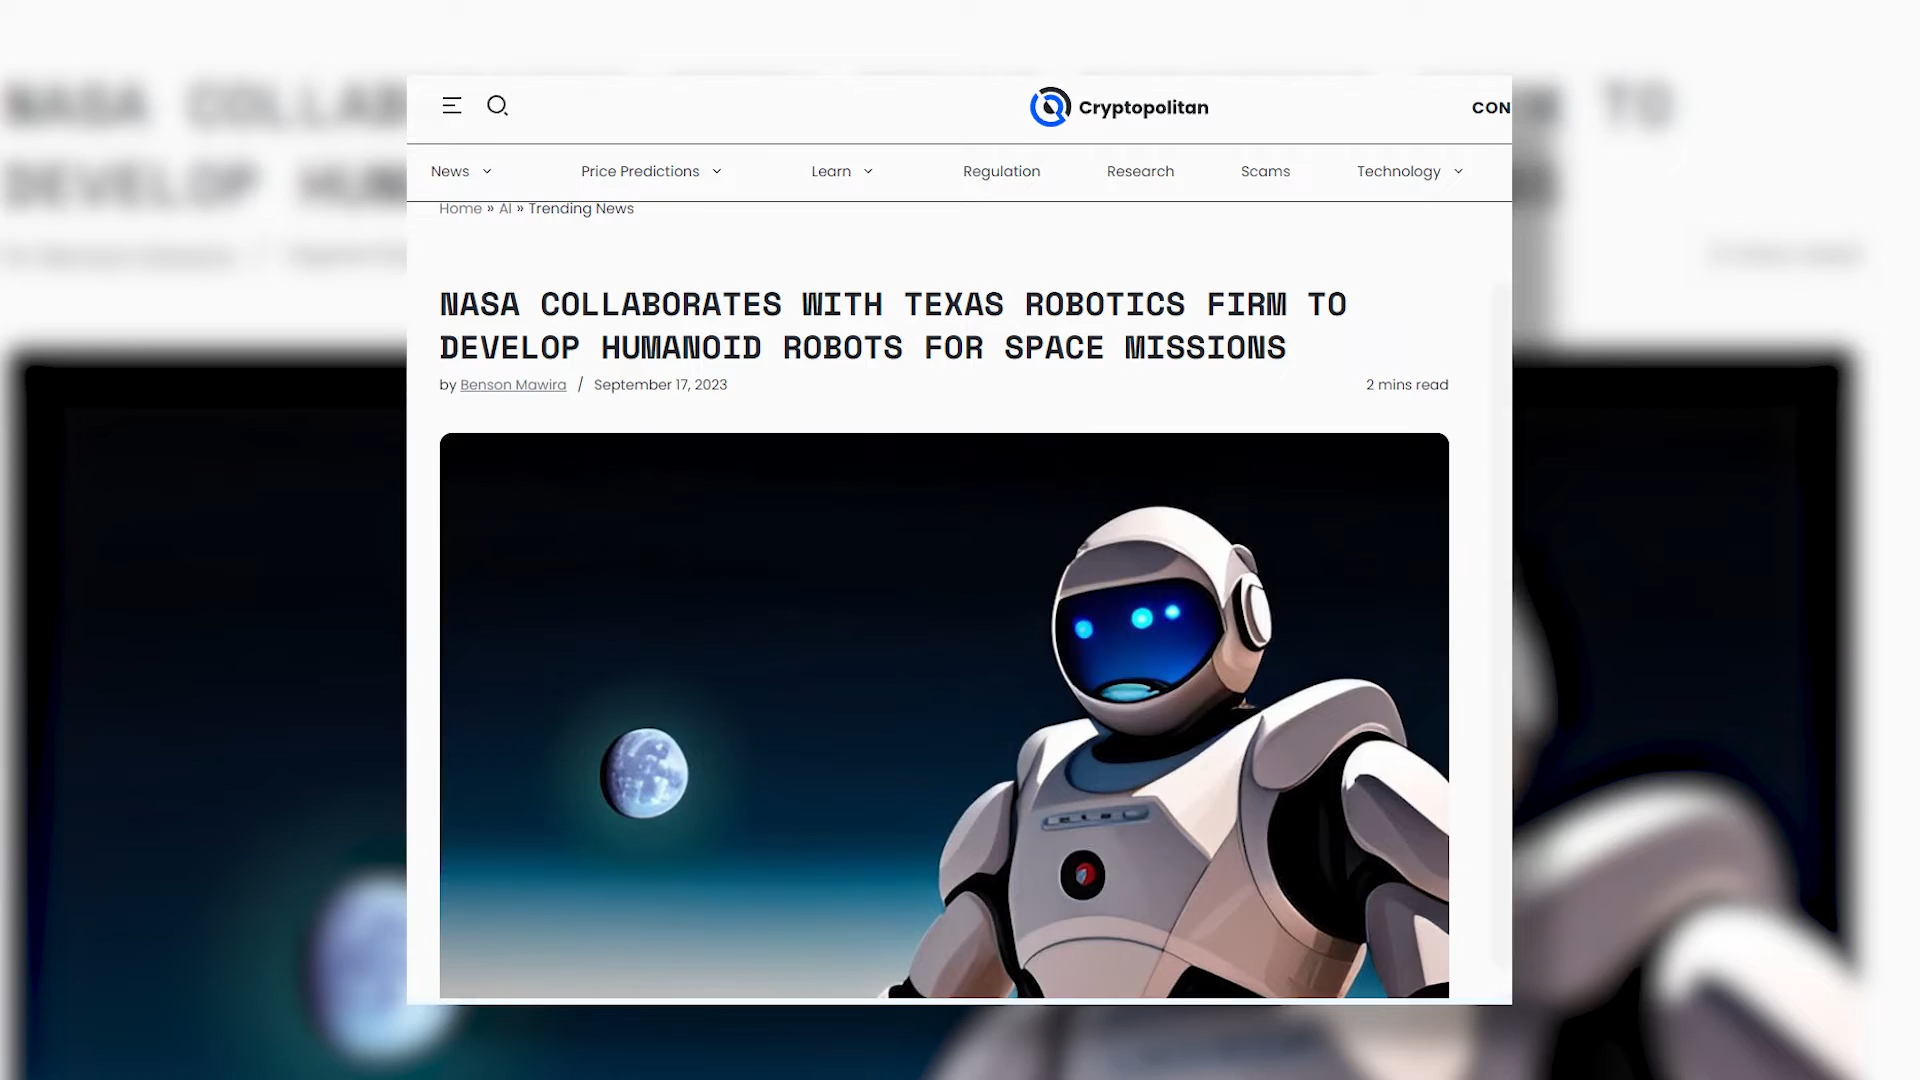 Cryptopolitan
CON
News
Price Predictions
Learn
Regulation
Research
Scams
Technology
Home » AI » Trending News
NASA COLLABORATES WITH TEXAS ROBOTICS FIRM TO
DEVELOP HUMANOID ROBOTS FOR SPACE MISSIONS
by Benson Mawira / September 17, 2023
2 mins read